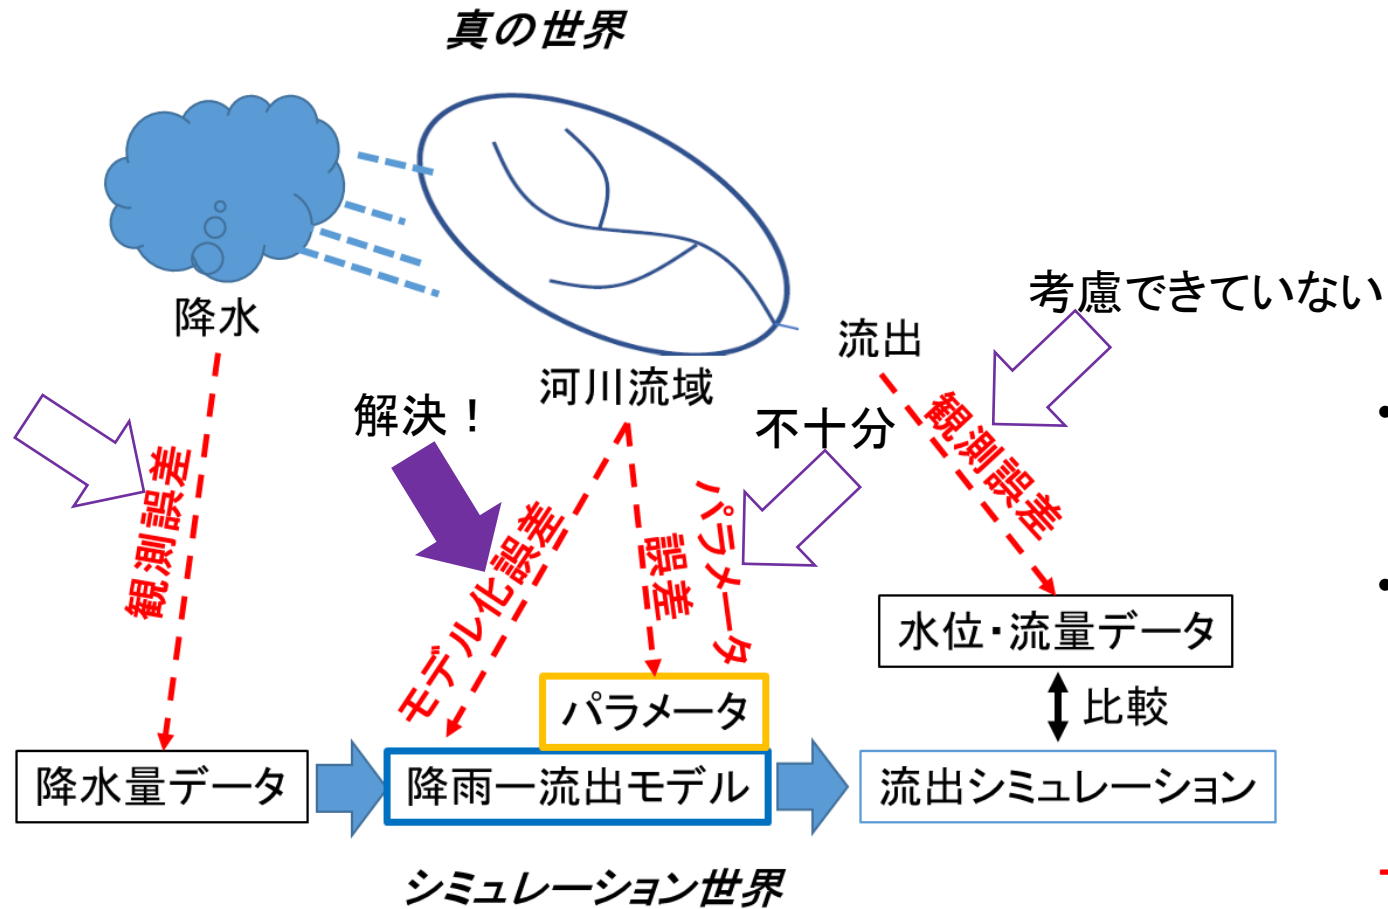 真の世界
降水
考慮できていない
流出
河川流域
解決！
不十分
観測誤差
モデル化誤差
パラメータ
誤差
観測誤差
水位・流量データ
パラメータ
比較
降水量データ
降雨ー流出モデル
流出シミュレーション
シミュレーション世界